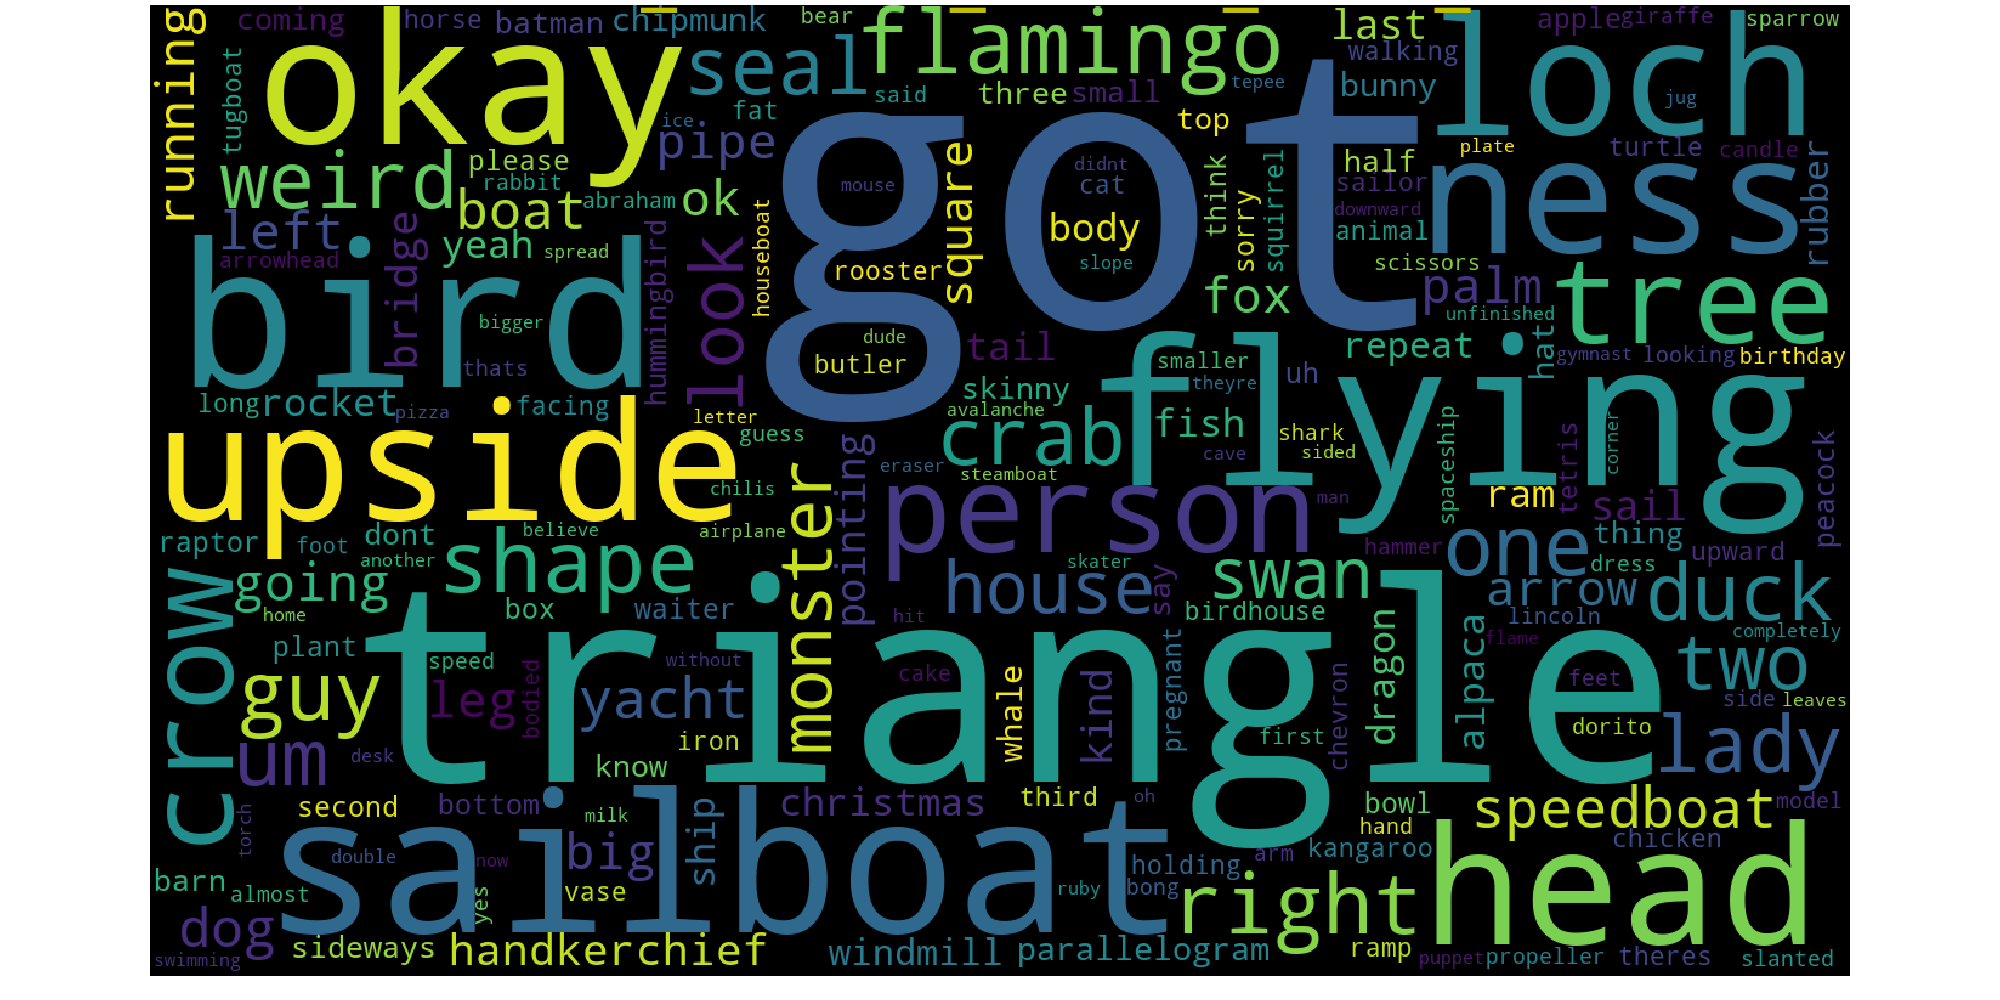 coming
horse
batman
chipmunk
bear
flamingo
last
apple
giraffe
sparrow
running
okay
seal
loch
tugboat
fat
said
three
small
tepee
walking
bunny
jug
ice
pipe
got
top
weird
please
rabbit
abraham
ok
mouse
square
didnt
cat
think
squirrel
half
plate
turtle
candle
sailor
ness
rubber
boat
left
bridge
yeah
spread
hummingbird
look
houseboat
rooster
body
slope
sorry
downward
animal
scissors
arrowhead
bird
bigger
thats
dude
butler
tail
fox
palm
tree
unfinished
repeat
hat
gymnast
looking
birthday
long
rocket
pizza
facing
letter
guess
skinny
avalanche
smaller
theyre
uh
flying
upside
monster
pointing
eraser
crab
steamboat
fish
cave
shark
sided
spaceship
corner
peacock
chilis
person
man
ram
tetris
sail
raptor
foot
dont
another
believe
airplane
shape
skater
hammer
one
thing
upward
crow
going
home
box
waiter
house
say
swan
arrow
dress
duck
hit
birdhouse
lincoln
completely
plant
triangle
speed
bodied
without
cake
whale
kind
pregnant
chevron
dragon
alpaca
flame
feet
two
side
leaves
guy
leg
yacht
iron
first
dorito
lady
um
desk
know
torch
second
bottom
milk
ship
christmas
third
oh
bowl
hand
speedboat
model
sailboat
double
now
big
holding
arm
kangaroo
chicken
head
barn
almost
yes
vase
ruby
bong
right
dog
swimming
sideways
handkerchief
windmill
parallelogram
ramp
puppet
propeller
theres
slanted